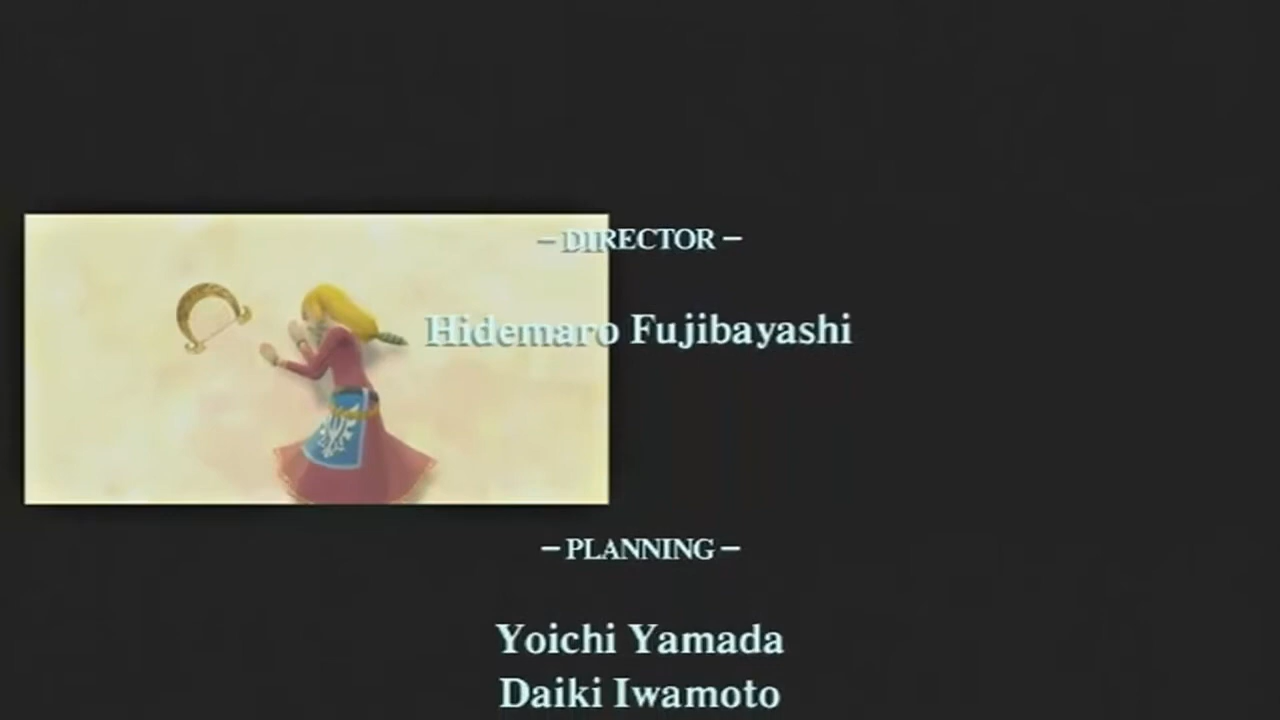 – DIRECTOR –
Hidemaro Fujibayashi
– PLANNING –
Yoichi Yamada
Daiki Iwamoto